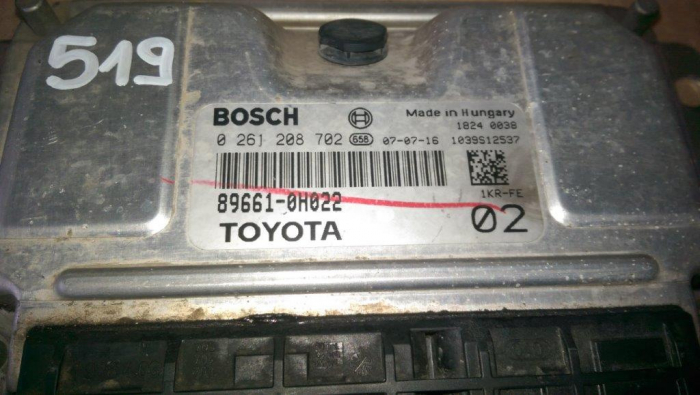 519
BOSCH Made in Hungary
1824 0038
0 261 208 702 658 07-07-16 1039S12537
1KR-FE
89661-0H022
TOYOTA 02